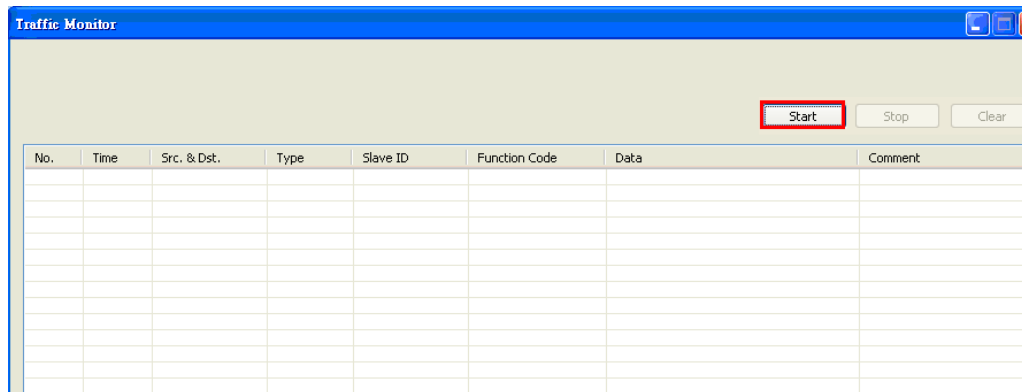 Traffic Monitor
Start Stop Clear
No. Time Src. & Dst. Type Slave ID Function Code Data Comment